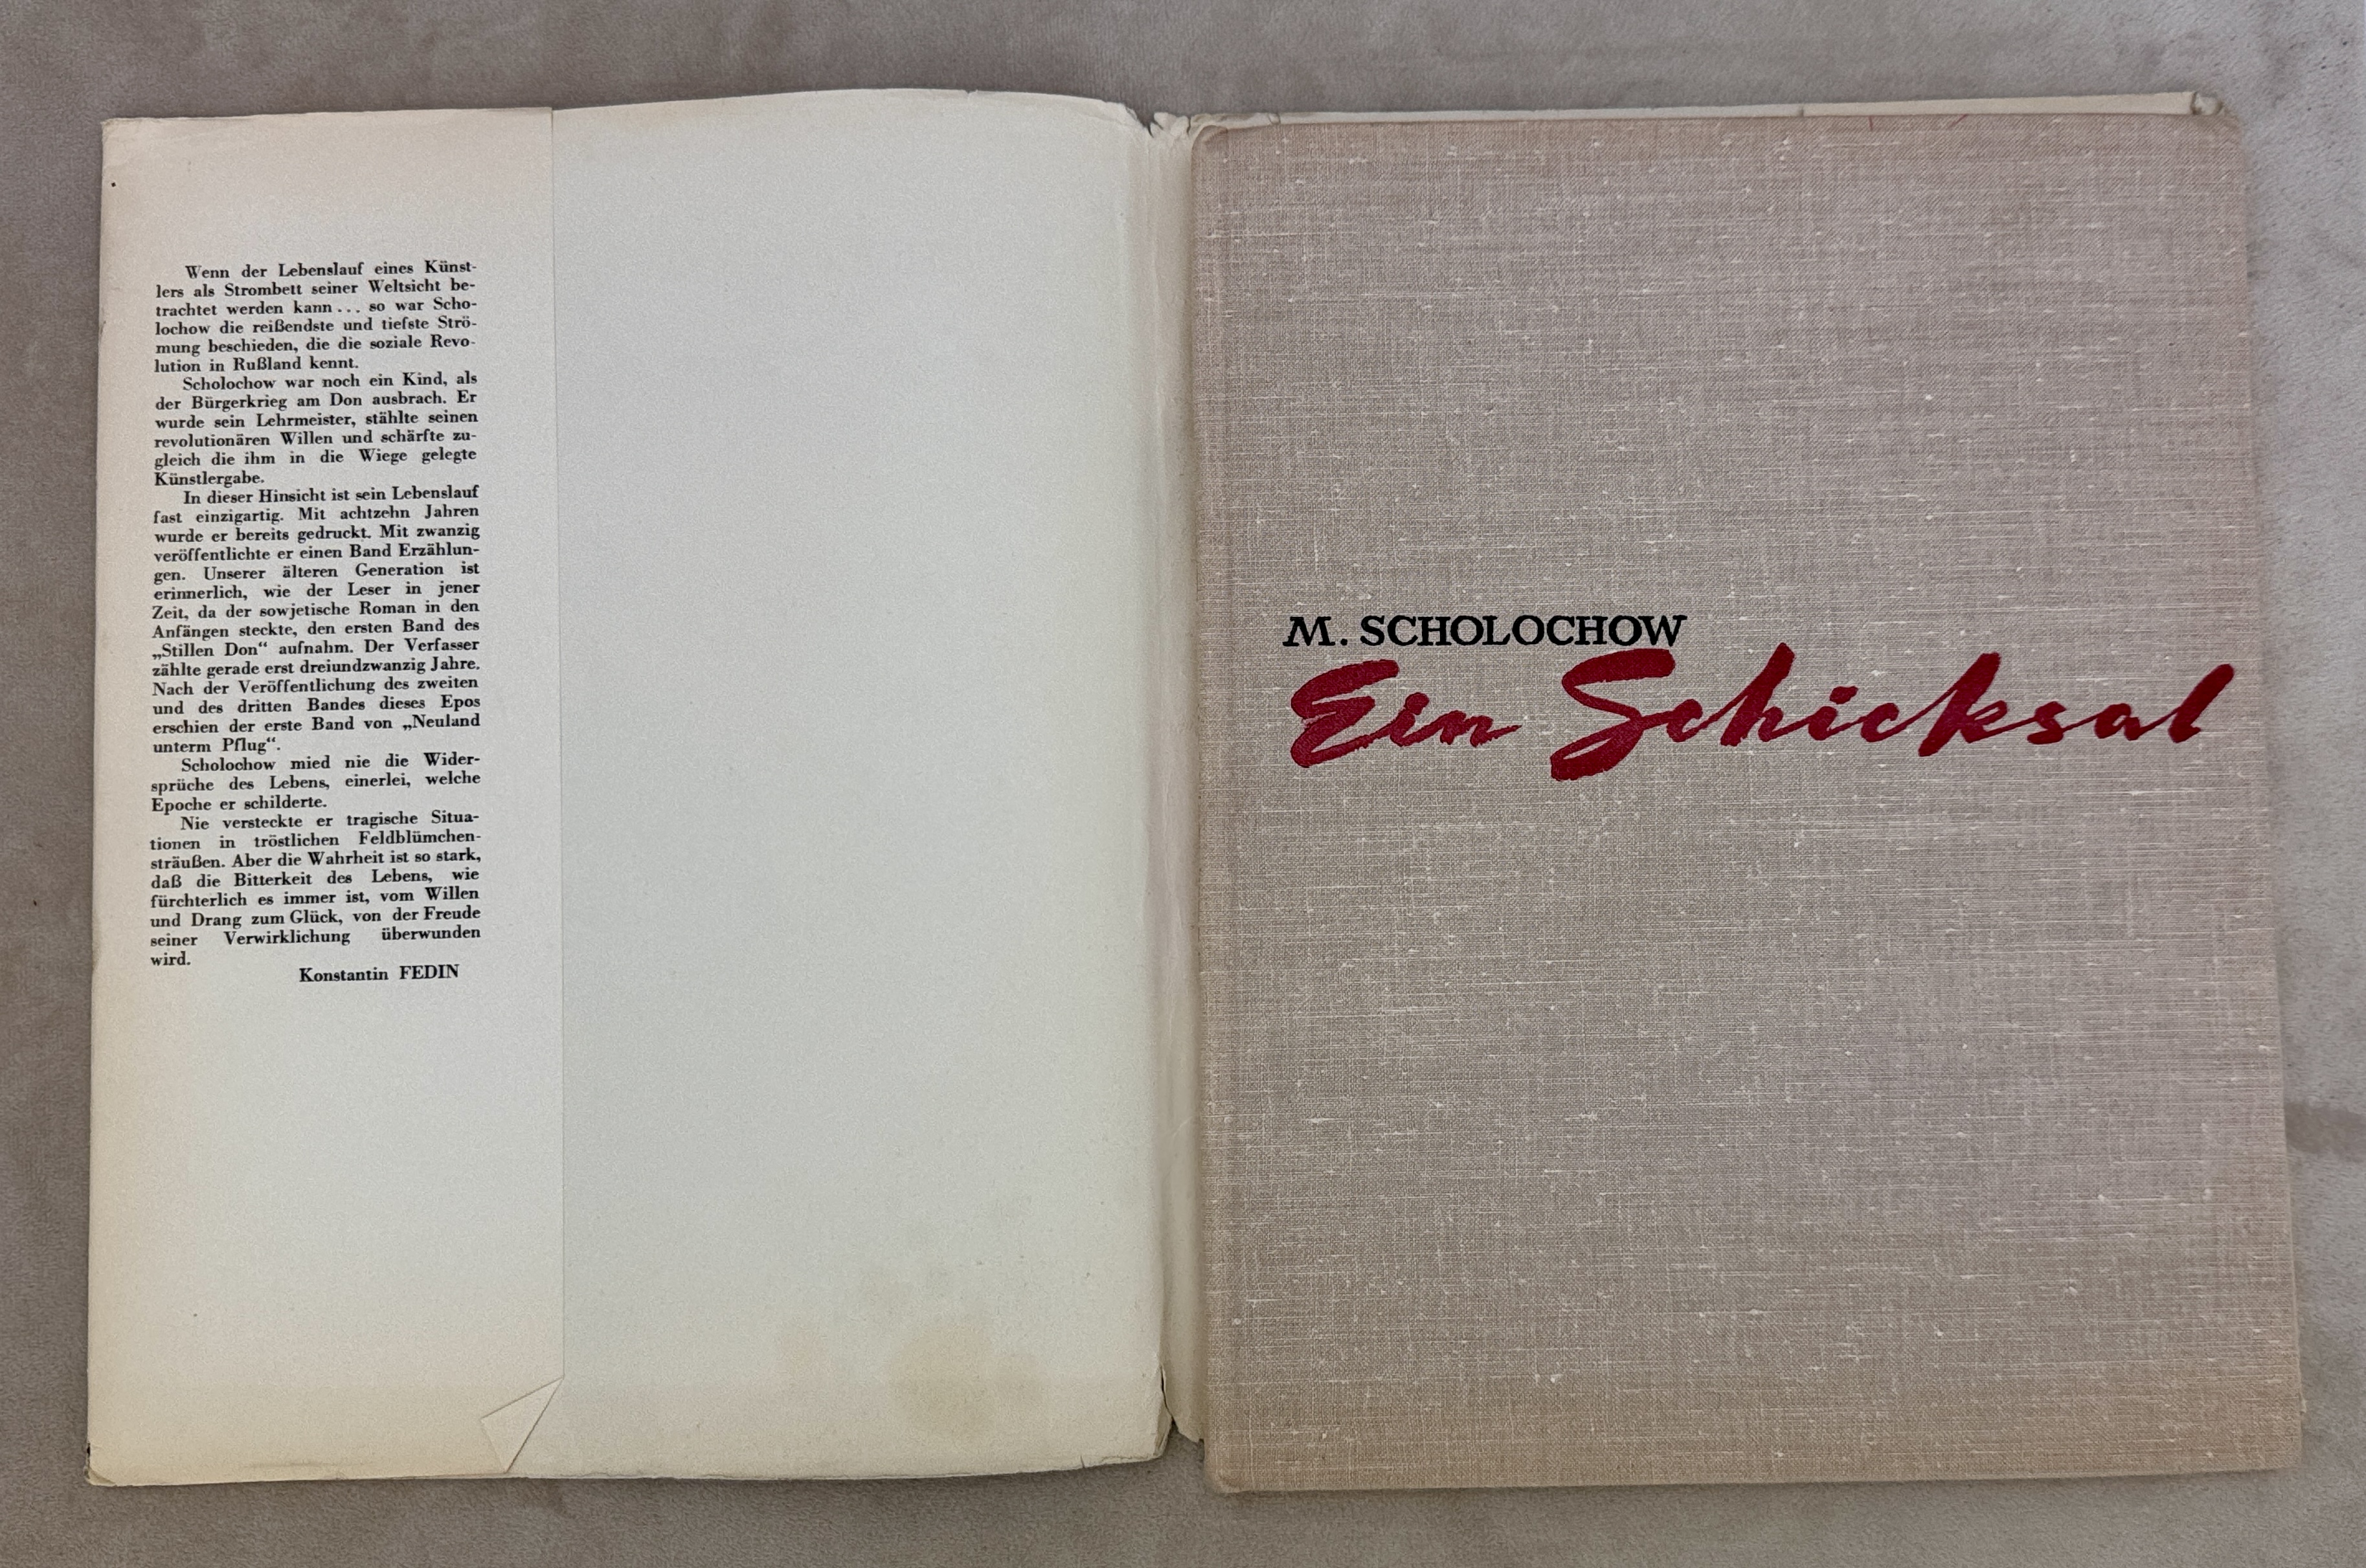 Wenn der Lebenslauf eines Künst-
lers als Strombett seiner Weltsicht be-
trachtet werden kann... so war Scho-
lochow die reißendste und tiefste Strö-
mung beschieden, die die soziale Revo-
lution in Rußland kennt.
Scholochow war noch ein Kind, als
der Bürgerkrieg am Don ausbrach. Er
wurde sein Lehrmeister, stählte seinen
revolutionären Willen und schärfte zu-
gleich die ihm in die Wiege gelegte
Künstlergabe.
In dieser Hinsicht ist sein Lebenslauf
fast einzigartig. Mit achtzehn Jahren
wurde er bereits gedruckt. Mit zwanzig
veröffentlichte er einen Band Erzählun-
gen. Unserer älteren Generation ist
erinnerlich, wie der Leser in jener
Zeit, da der sowjetische Roman in den
Anfängen steckte, den ersten Band des
„Stillen Don“ aufnahm. Der Verfasser
zählte gerade erst dreiundzwanzig Jahre.
Nach der Veröffentlichung des zweiten
und des dritten Bandes dieses Epos
erschien der erste Band von „Neuland
unterm Pflug“.
Scholochow mied nie die Wider-
sprüche des Lebens, einerlei, welche
Epoche er schilderte.
Nie versteckte er tragische Situa-
tionen in tröstlichen Feldblümchen-
sträußen. Aber die Wahrheit ist so stark,
daß die Bitterkeit des Lebens, wie
fürchterlich es immer ist, vom Willen
und Drang zum Glück, von der Freude
seiner Verwirklichung überwunden
wird.
Konstantin FEDIN
M. SCHOLOCHOW
Ein Schicksal